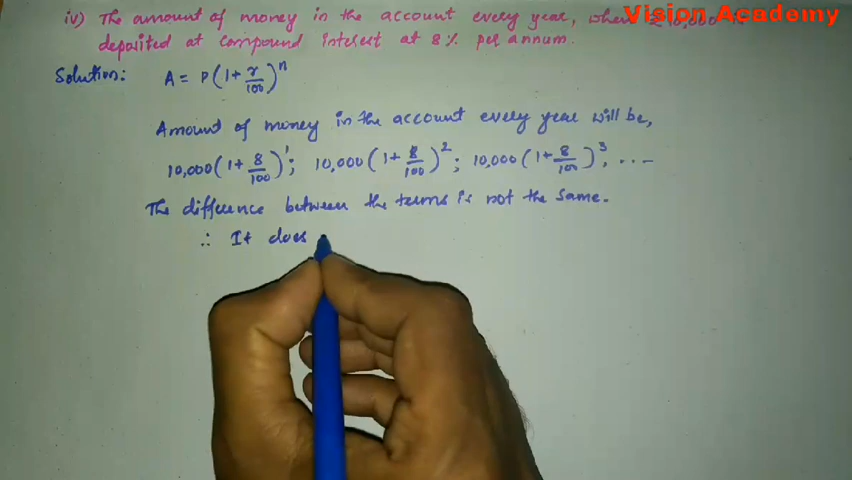 iv) The amount of money in the account every year, when
Vision Academy
deposited at compound interest at 8% per annum.
Solution: A = P(1+r/100)^n
Amount of money in the account every year will be,
10,000(1+8/100)^1; 10,000(1+8/100)^2; 10,000(1+8/100)^3, ...
The difference between the terms is not the same.
∴ It does